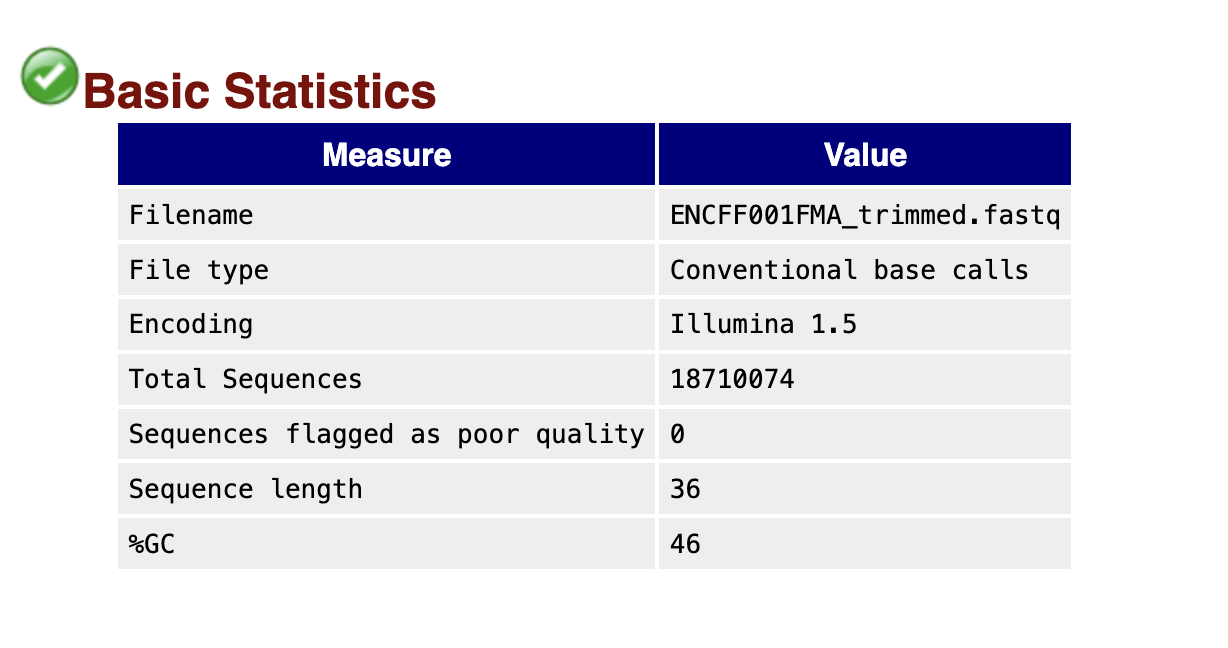 Basic Statistics
Measure Value
Filename ENCFF001FMA_trimmed.fastq
File type Conventional base calls
Encoding Illumina 1.5
Total Sequences 18710074
Sequences flagged as poor quality 0
Sequence length 36
%GC 46